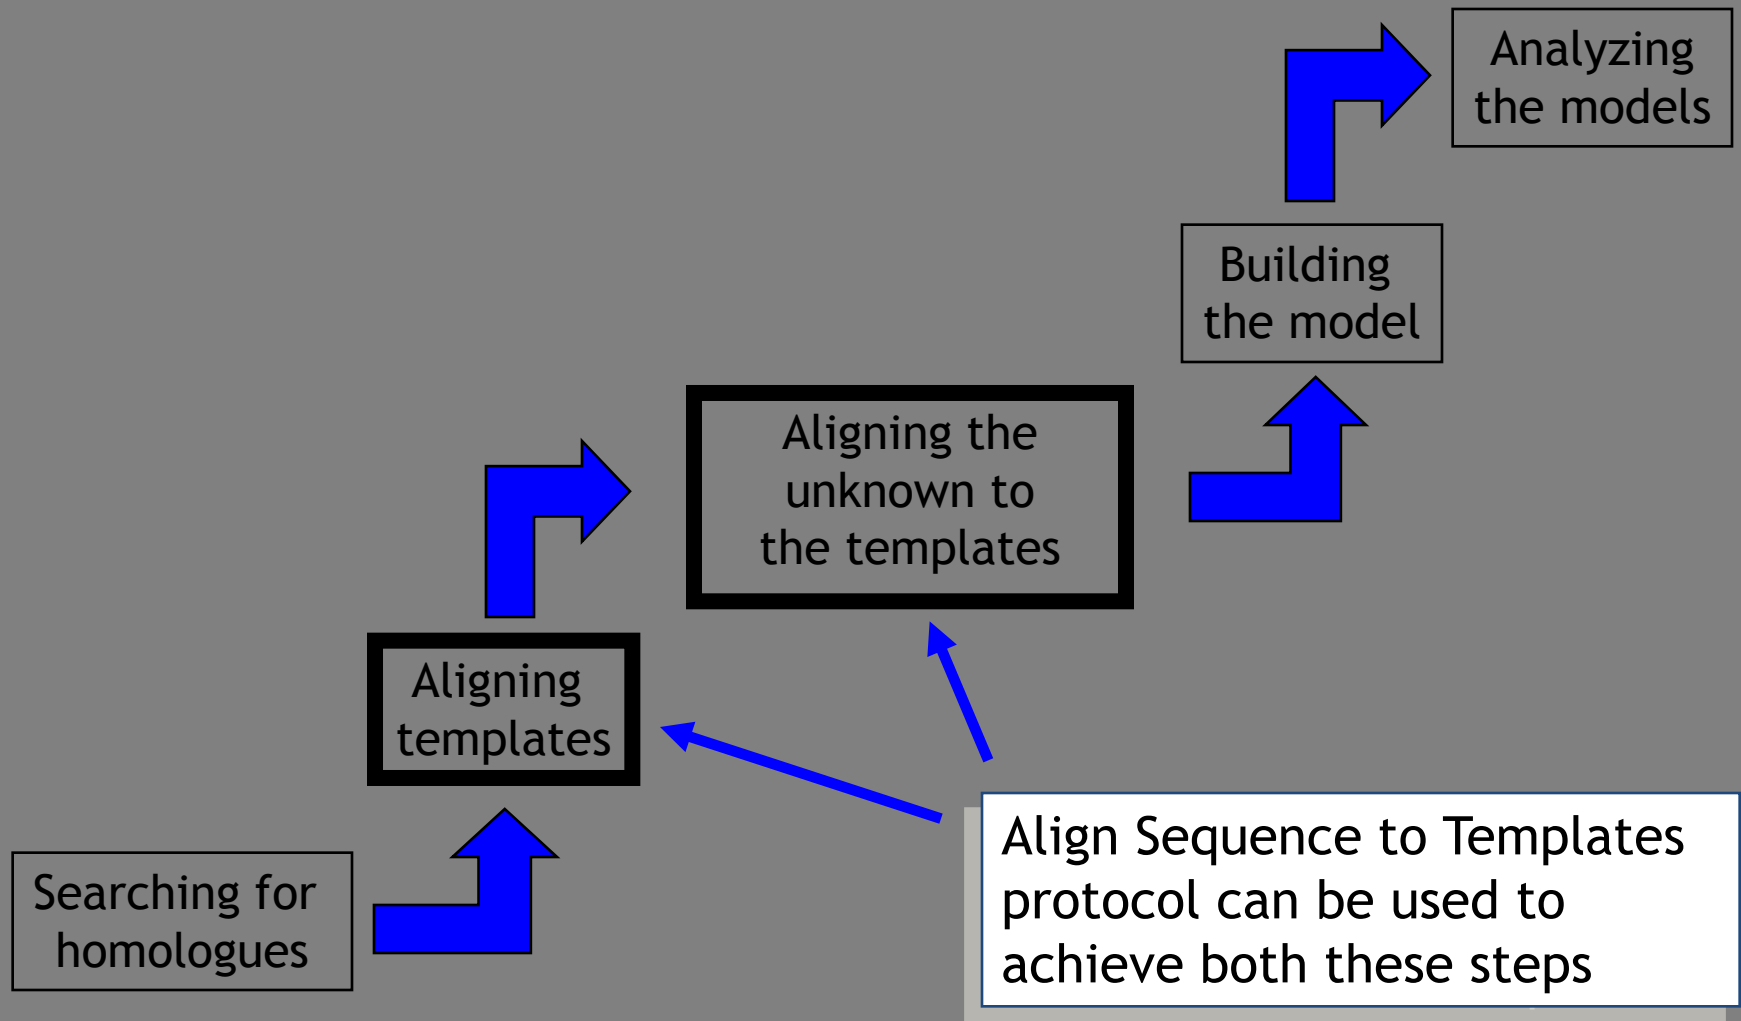 Analyzing
the models
Building
the model
Aligning the
unknown to
the templates
Aligning
templates
Searching for
homologues
Align Sequence to Templates
protocol can be used to
achieve both these steps